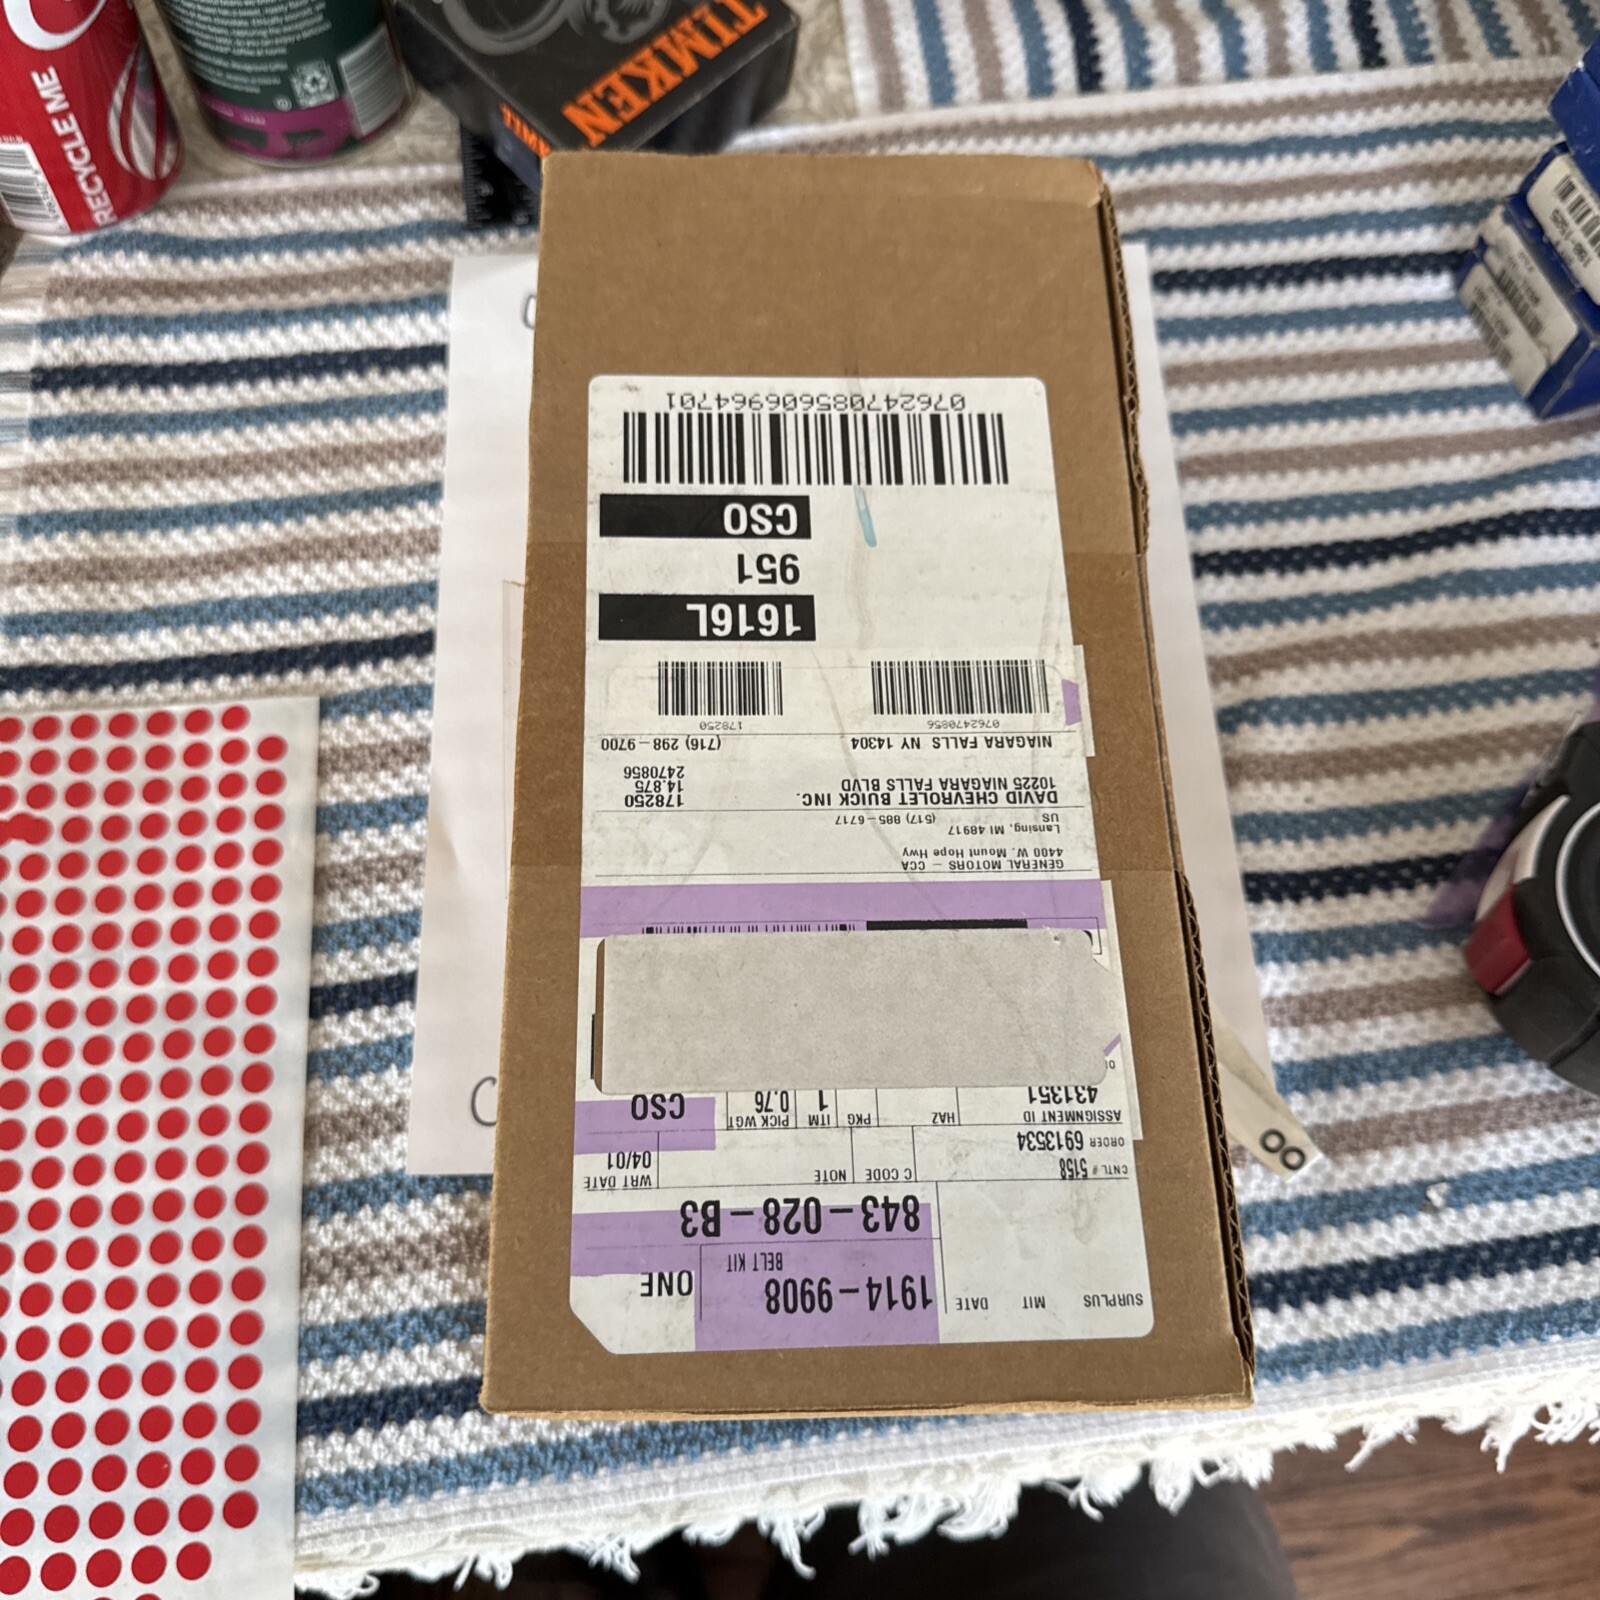 RECYCLE ME
TIMKEN
SURPLUS MIT DATE
1914-9908
BELT KIT
ONE
843-028-B3
CNTL # 5158
C CODE NOTE WRT DATE
04/01
ORDER 6913534
ASSIGNMENT ID HAZ PKG ITM PICK WGT
431351 1 0.76 CSO
GENERAL MOTORS - CCA
4400 W. Mount Hope Hwy
Lansing, MI 48917 (517) 885-6717
US
DAVID CHEVROLET BUICK INC. 178250
10225 NIAGARA FALLS BLVD 14.875
2470856
NIAGARA FALLS NY 14304 (716) 298-9700
0762470856 178250
1616L
951
CSO
076247085606964701